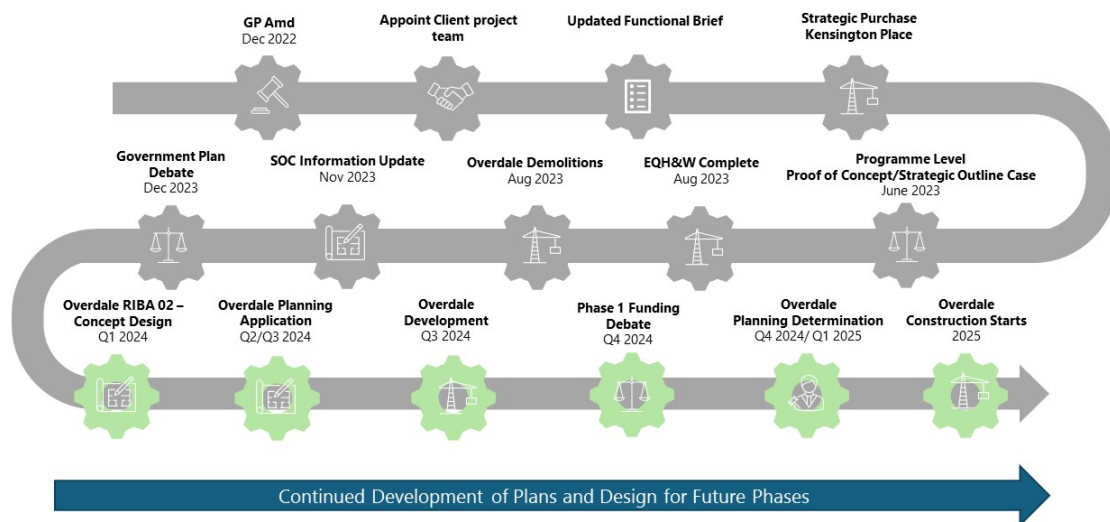 GP Amd
Dec 2022
Appoint Client project
team
Updated Functional Brief
Strategic Purchase
Kensington Place
Government Plan
Debate
Dec 2023
SOC Information Update
Nov 2023
Overdale Demolitions
Aug 2023
EQH&W Complete
Aug 2023
Programme Level
Proof of Concept/Strategic Outline Case
June 2023
Overdale RIBA 02 –
Concept Design
Q1 2024
Overdale Planning
Application
Q2/Q3 2024
Overdale
Development
Q3 2024
Phase 1 Funding
Debate
Q4 2024
Overdale
Planning Determination
Q4 2024/ Q1 2025
Overdale
Construction Starts
2025
Continued Development of Plans and Design for Future Phases